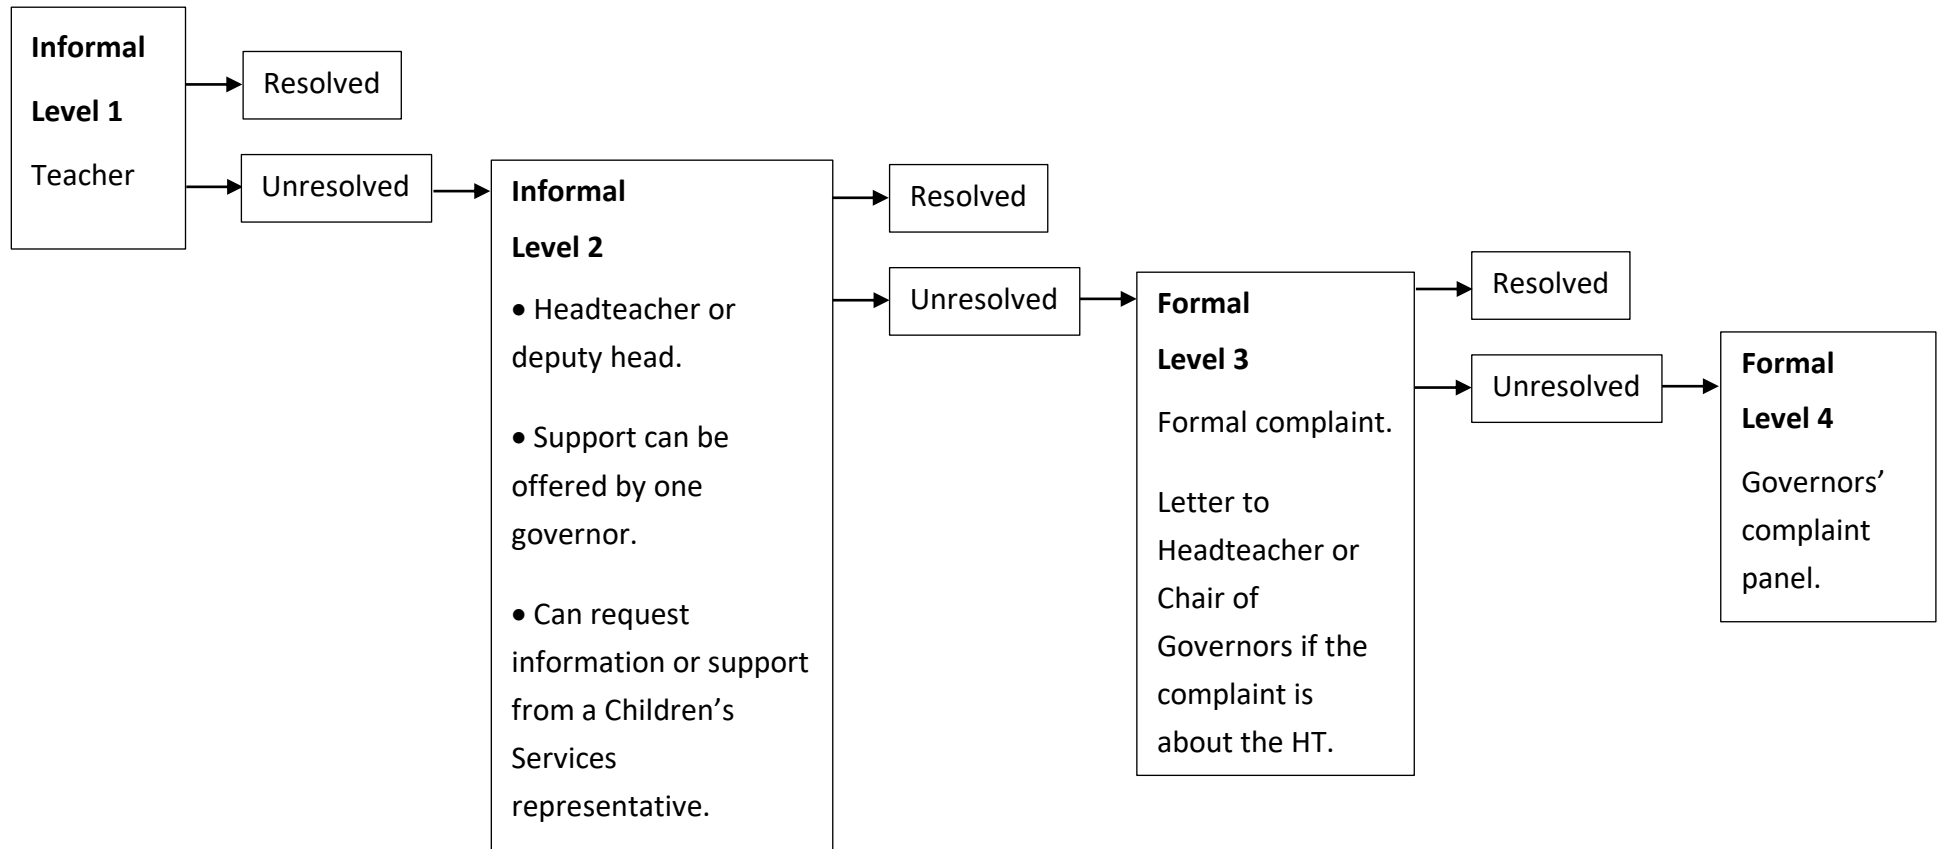 Informal
Level 1
Teacher
Resolved
Unresolved
Informal
Level 2
• Headteacher or
deputy head.
• Support can be
offered by one
governor.
• Can request
information or support
from a Children’s
Services
representative.
Resolved
Unresolved
Formal
Level 3
Formal complaint.
Letter to
Headteacher or
Chair of
Governors if the
complaint is
about the HT.
Resolved
Unresolved
Formal
Level 4
Governors’
complaint
panel.